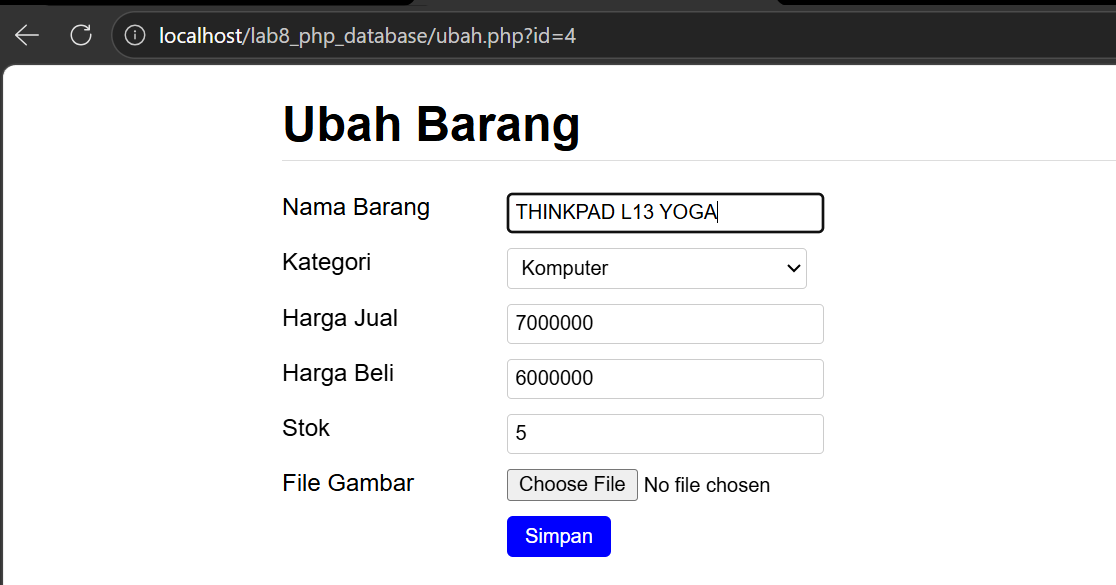 localhost/lab8_php_database/ubah.php?id=4
Ubah Barang
Nama Barang THINKPAD L13 YOGA
Kategori Komputer
Harga Jual 7000000
Harga Beli 6000000
Stok 5
File Gambar Choose File No file chosen
Simpan